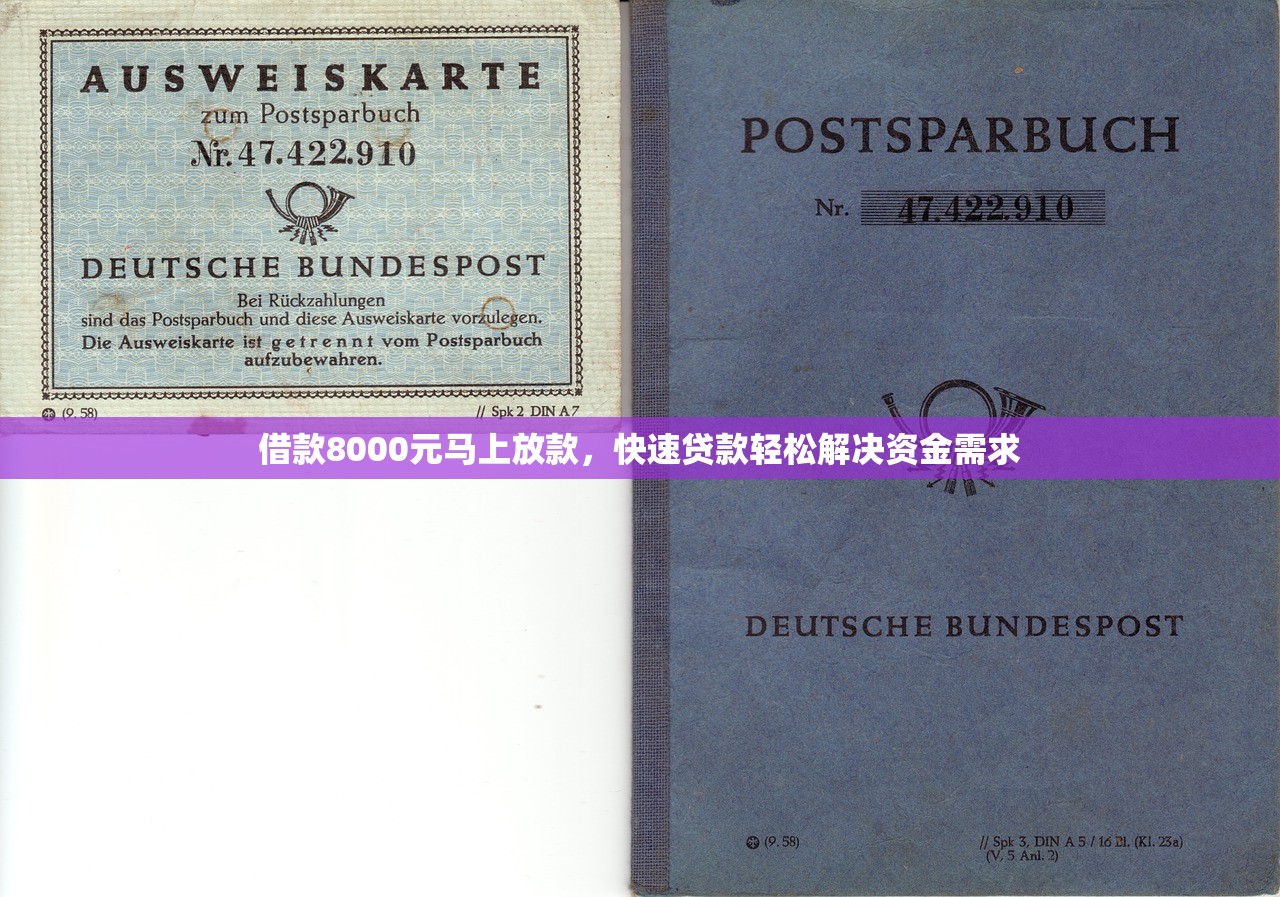 AUSWEISKARTE
zum Postsparbuch
Nr. 47.422.910
DEUTSCHE BUNDESPOST
Bei Rückzahlungen
sind das Postsparbuch und diese Ausweiskarte vorzulegen.
Die Ausweiskarte ist getrennt vom Postsparbuch
aufzubewahren.
(9. 58)
// Spk 2 DIN A 7
POSTSPARBUCH
Nr. 47.422.910
借款8000元马上放款，快速贷款轻松解决资金需求
DEUTSCHE BUNDESPOST
(9. 58)
// Spk 3, DIN A 5 / 16 Bl. (Kl. 23a)
(V, 5 Anl. 2)